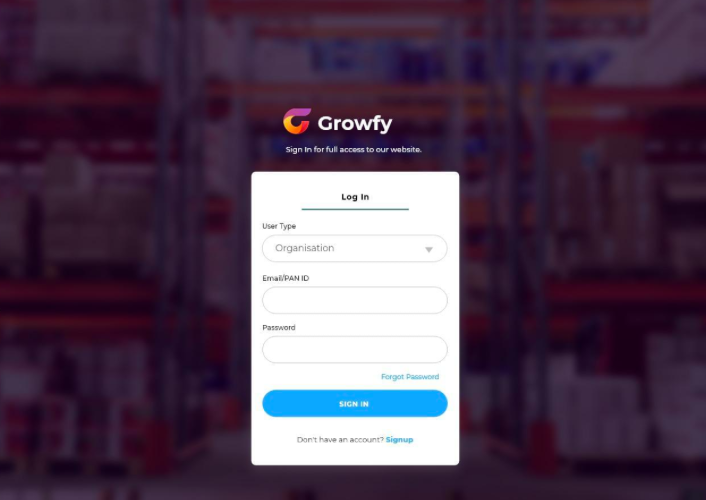 Growfy
Sign In for full access to our website.
Log In
User Type
Organisation
Email/PAN ID
Password
Forgot Password
SIGN IN
Don't have an account? Signup